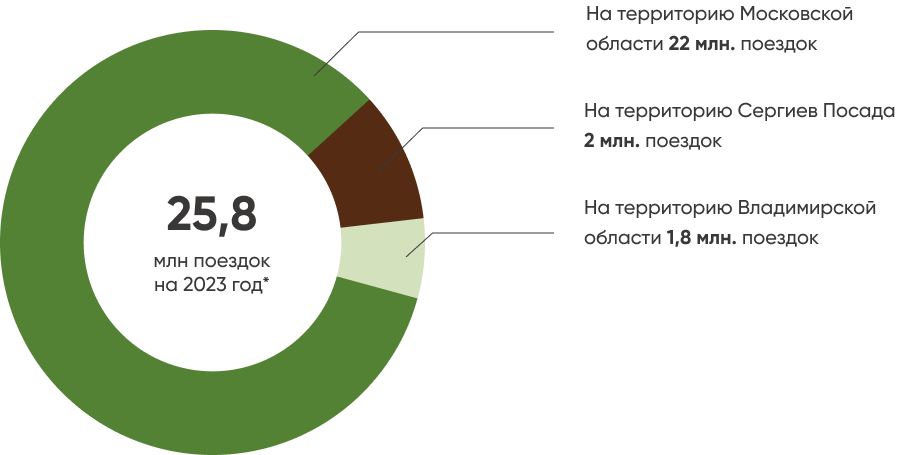 На территорию Московской
области 22 млн. поездок
На территорию Сергиев Посада
2 млн. поездок
25,8
млн поездок
на 2023 год*
На территорию Владимирской
области 1,8 млн. поездок